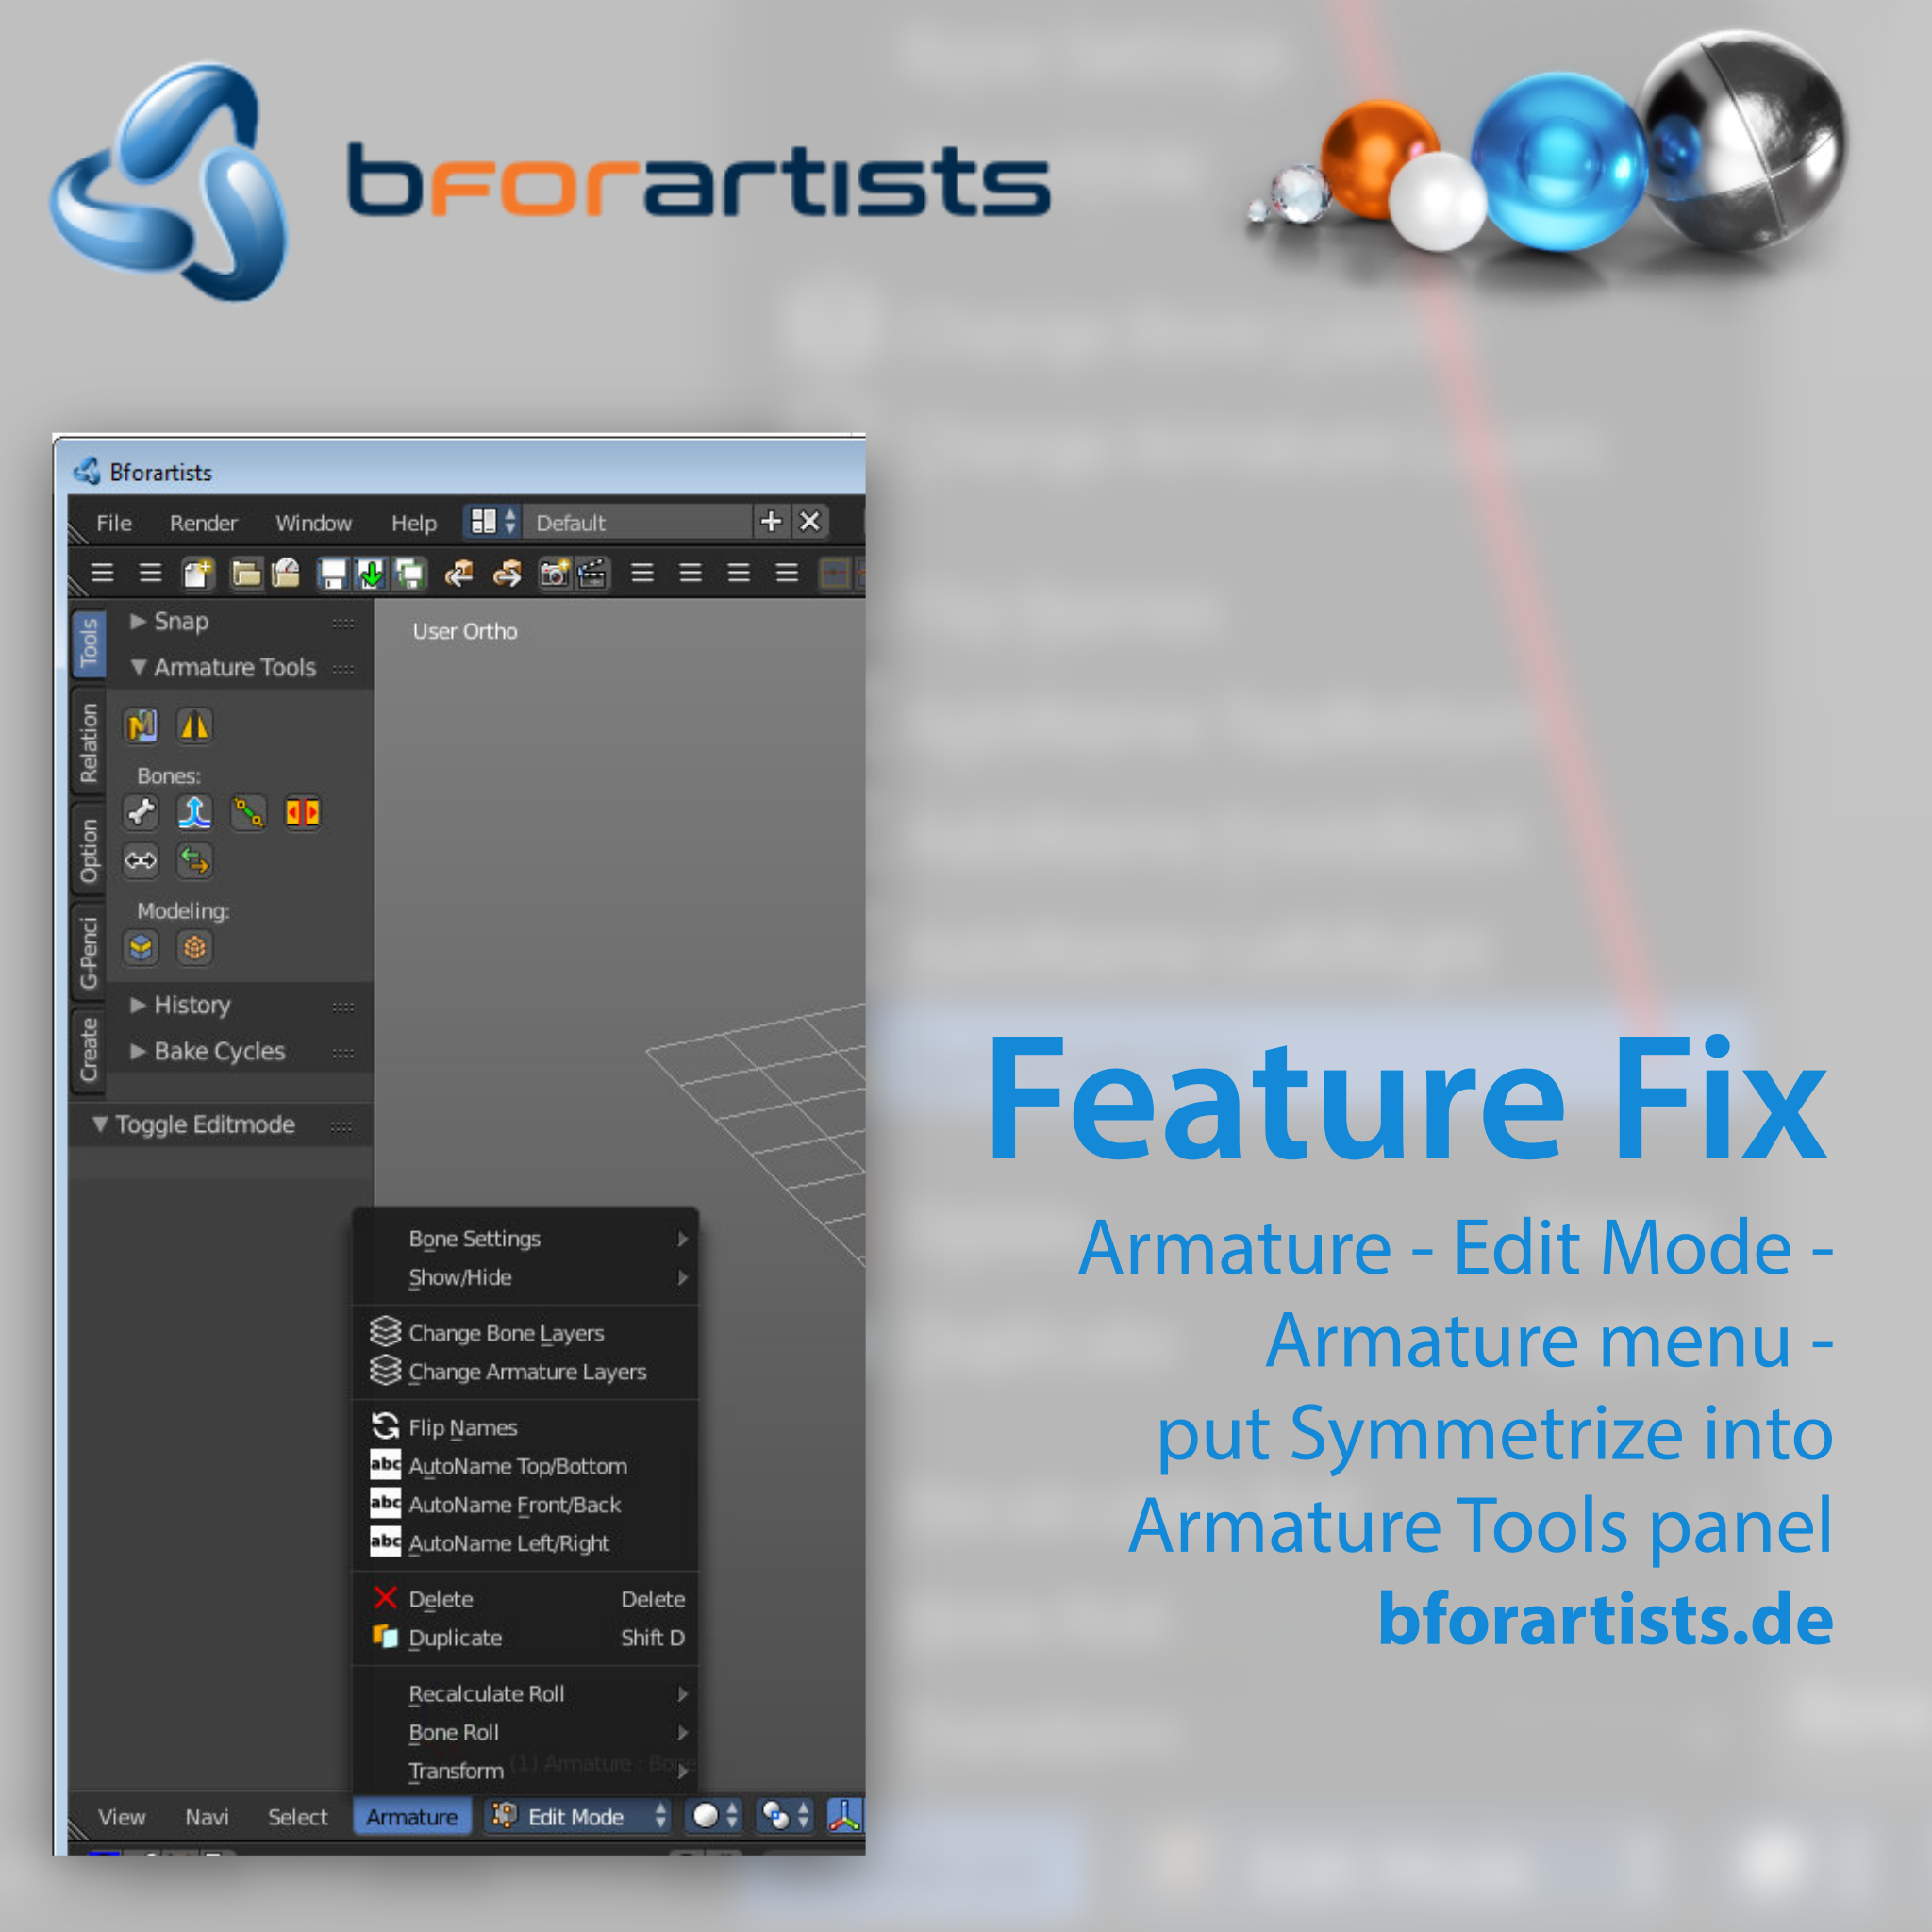 bforartists
Bforartists
File Render Window Help Default
Tools
Relation
Option
G-Penci
Create
Snap
Armature Tools
Bones:
Modeling:
History
Bake Cycles
Toggle Editmode
User Ortho
Bone Settings
Show/Hide
Change Bone Layers
Change Armature Layers
Flip Names
abc AutoName Top/Bottom
abc AutoName Front/Back
abc AutoName Left/Right
Delete Delete
Duplicate Shift D
Recalculate Roll
Bone Roll
Transform
(1) Armature : Bone
View Navi Select Armature Edit Mode
Feature Fix
Armature - Edit Mode -
Armature menu -
put Symmetrize into
Armature Tools panel
bforartists.de